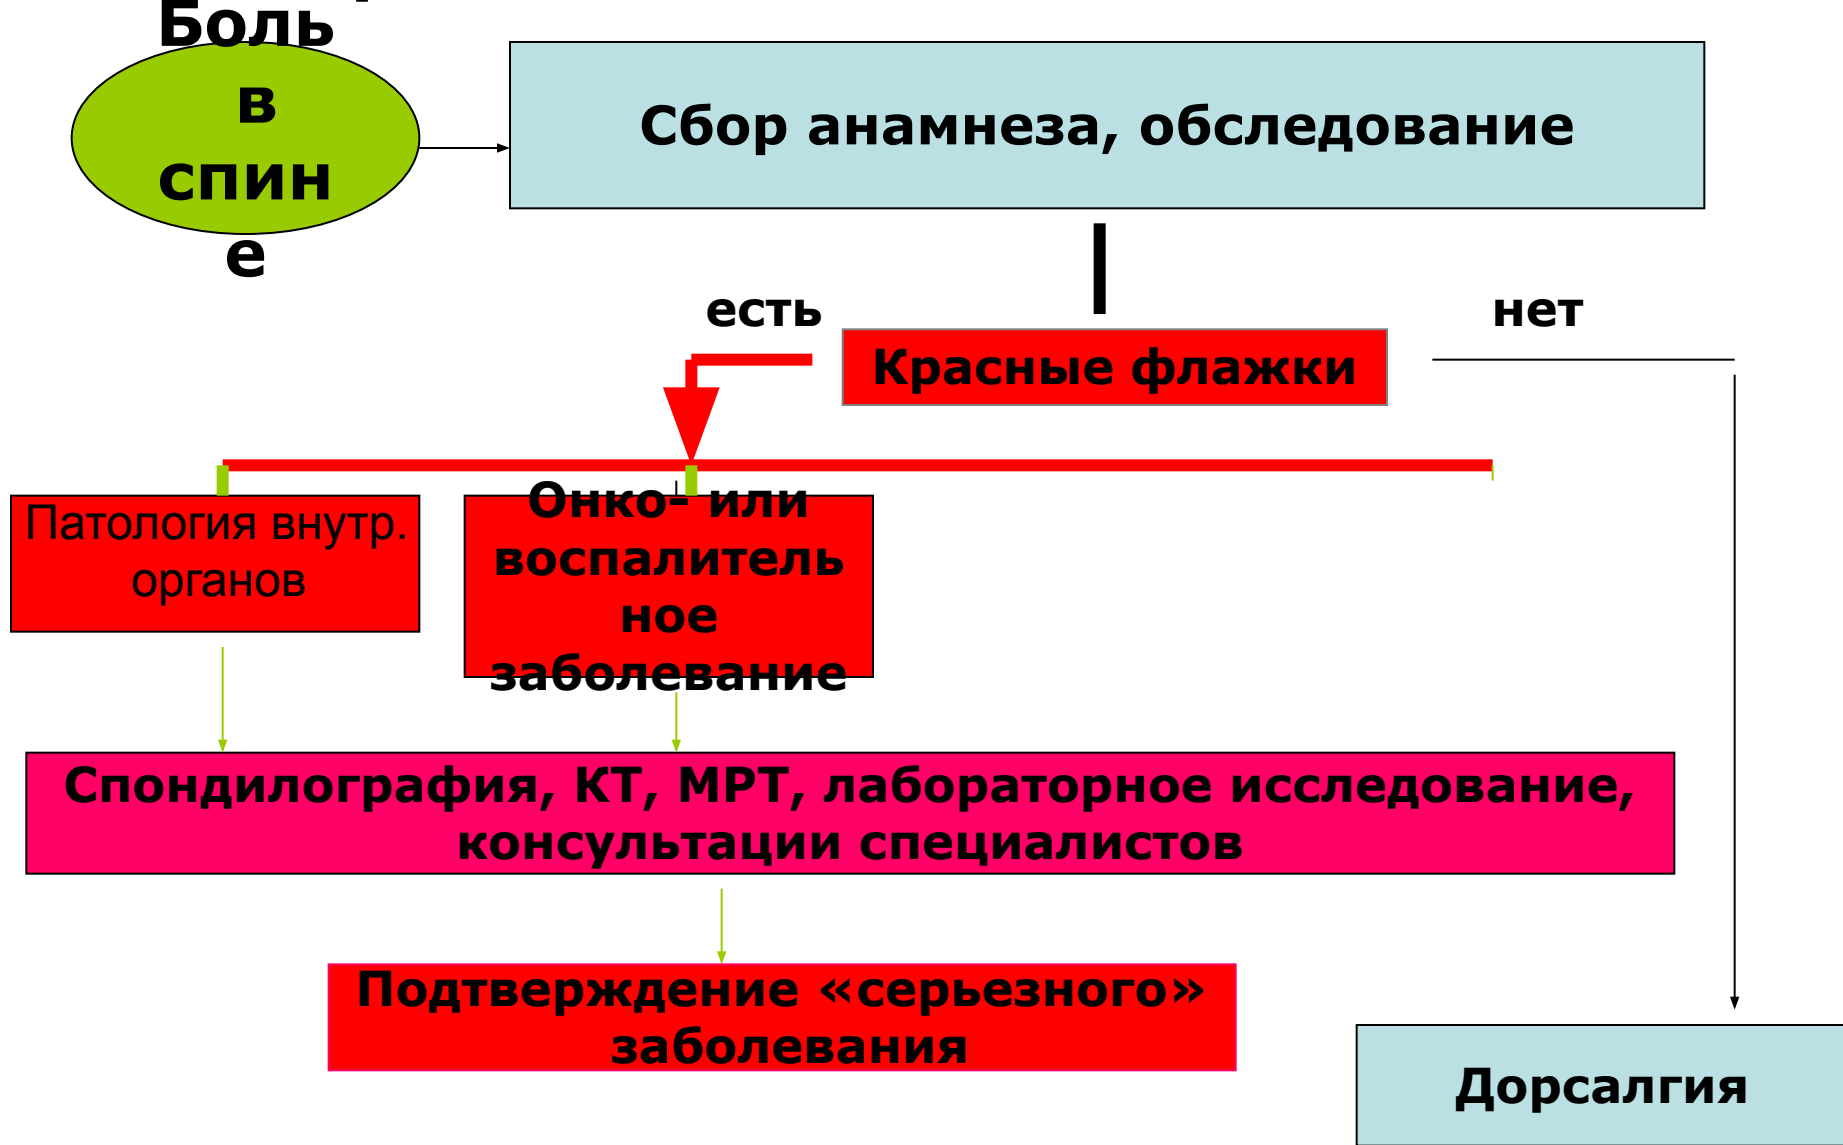 Боль
в
спин
е
Сбор анамнеза, обследование
есть
нет
Красные флажки
Патология внутр.
органов
Онко- или
воспалитель
ное
заболевание
Спондилография, КТ, МРТ, лабораторное исследование,
консультации специалистов
Подтверждение «серьезного»
заболевания
Дорсалгия